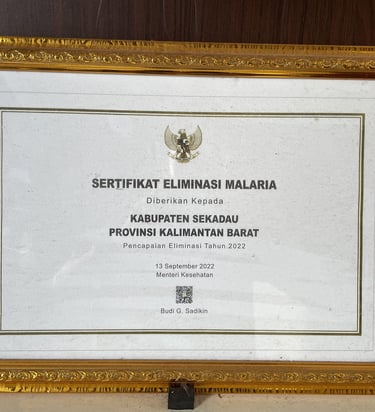 SERTIFIKAT ELIMINASI MALARIA
Diberikan Kepada
KABUPATEN SEKADAU
PROVINSI KALIMANTAN BARAT
Pencapaian Eliminasi Tahun 2022
13 September 2022
Menteri Kesehatan
Budi G. Sadikin